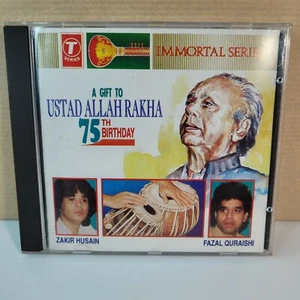 T
SERIES
IMMORTAL SERIES
A GIFT TO
USTAD ALLAH RAKHA
75TH
BIRTHDAY
ZAKIR HUSAIN
FAZAL QURAISHI